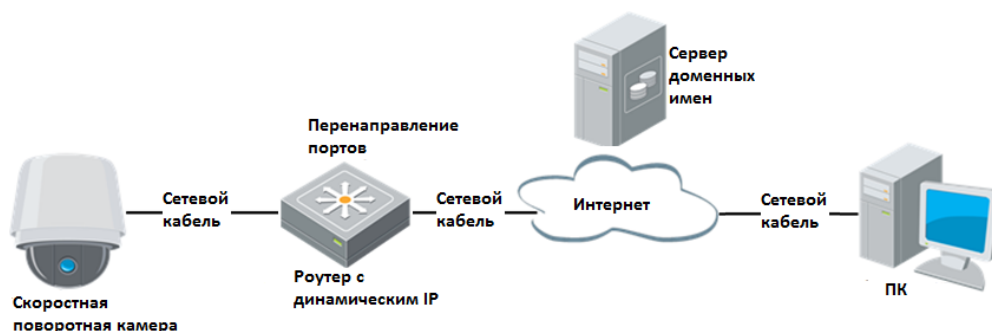 Сервер
доменных
имен
Перенаправление
портов
Сетевой
кабель
Сетевой
кабель
Интернет
Сетевой
кабель
Роутер с
динамическим IP
ПК
Скоростная
поворотная камера